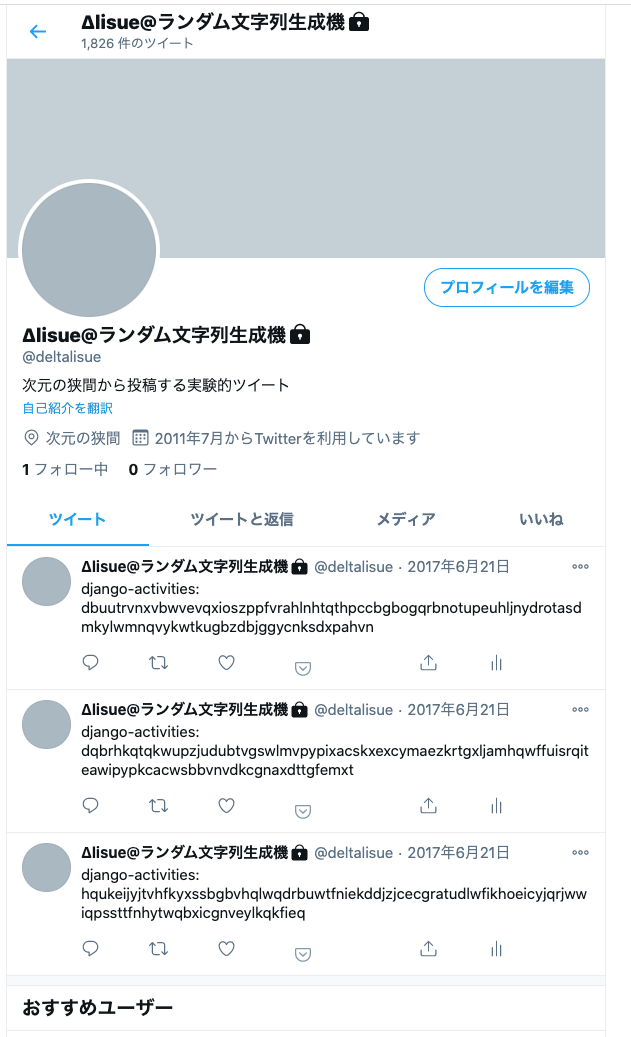 Δlisue@ランダム文字列生成機
1,826 件のツイート
プロフィールを編集
Δlisue@ランダム文字列生成機
@deltalisue
次元の狭間から投稿する実験的ツイート
自己紹介を翻訳
次元の狭間 2011年7月からTwitterを利用しています
1 フォロー中 0 フォロワー
ツイート ツイートと返信 メディア いいね
Δlisue@ランダム文字列生成機 @deltalisue · 2017年6月21日
django-activities:
dbuutrvnxvbwvevqxioszppfvrahlnhtqthpccbgbogqrbnotupeuhljnydrotasd
mkylwmnqvykwtkugbzdbjggycnksdxpahvn
Δlisue@ランダム文字列生成機 @deltalisue · 2017年6月21日
django-activities:
dqbrhkqtqkwupzjudubtvgswlmvpypixacskxexcymaezkrtgxljamhqwffuisrqit
eawipypkcacwsbbvnvdkcgnaxdttgfemxt
Δlisue@ランダム文字列生成機 @deltalisue · 2017年6月21日
django-activities:
hqukeijyjtvhfkyxssbgbvhqlwqdrbuwtfniekddjzjcecgratudlwfikhoeicyjqrjww
iqpssttfnhytwqbxicgnveylkqkfieq
おすすめユーザー